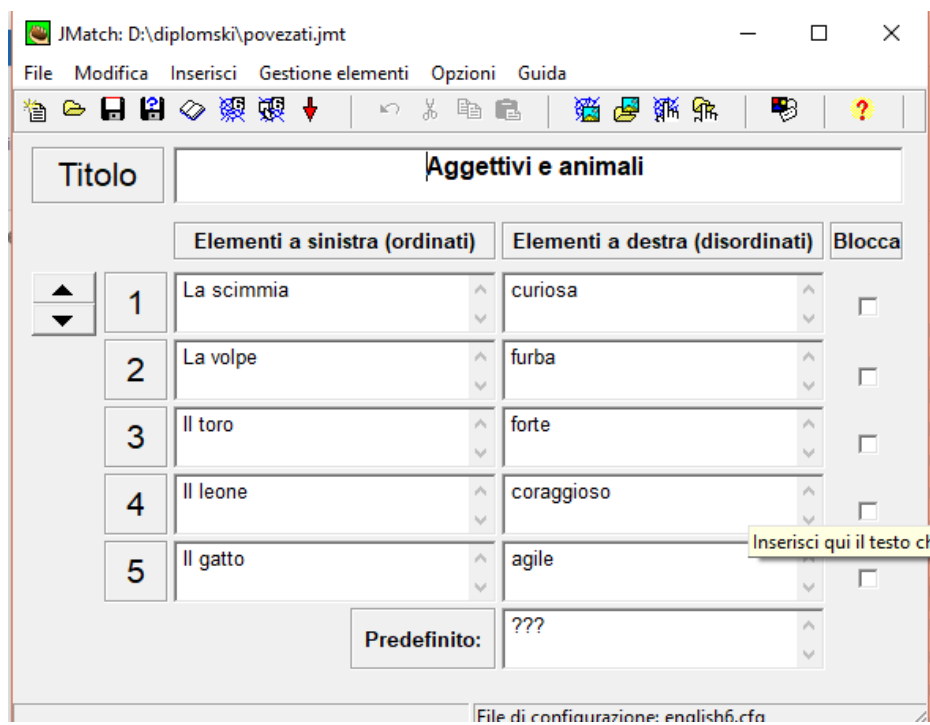 JMatch: D:\diplomski\povezati.jmt
File Modifica Inserisci Gestione elementi Opzioni Guida
Titolo Aggettivi e animali
Elementi a sinistra (ordinati) Elementi a destra (disordinati) Blocca
1 La scimmia curiosa
2 La volpe furba
3 Il toro forte
4 Il leone coraggioso
Inserisci qui il testo ch
5 Il gatto agile
Predefinito: ???
File di configurazione: english6.cfg